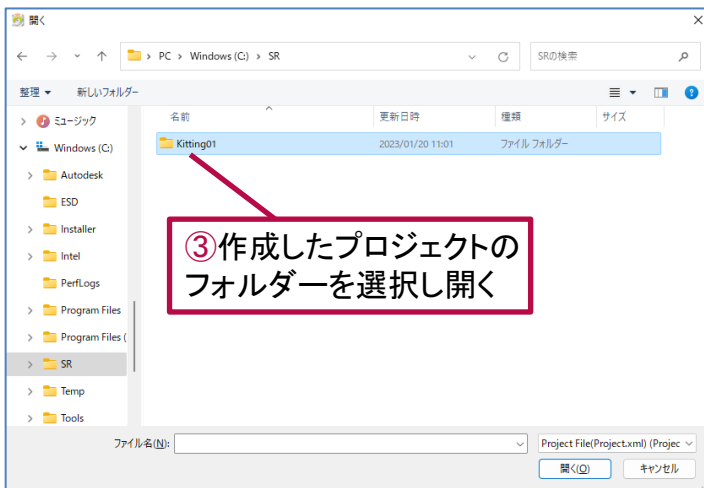 開く
PC > Windows (C:) > SR
SRの検索
整理 新しいフォルダー
名前 更新日時 種類 サイズ
ミュージック
Windows (C:)
Autodesk
ESD
Installer
Intel
PerfLogs
Program Files
Program Files (
SR
Temp
Tools
Kitting01 2023/01/20 11:01 ファイル フォルダー
③作成したプロジェクトの
フォルダーを選択し開く
ファイル名(N):
Project File(Project.xml) (Projec
開く(O) キャンセル